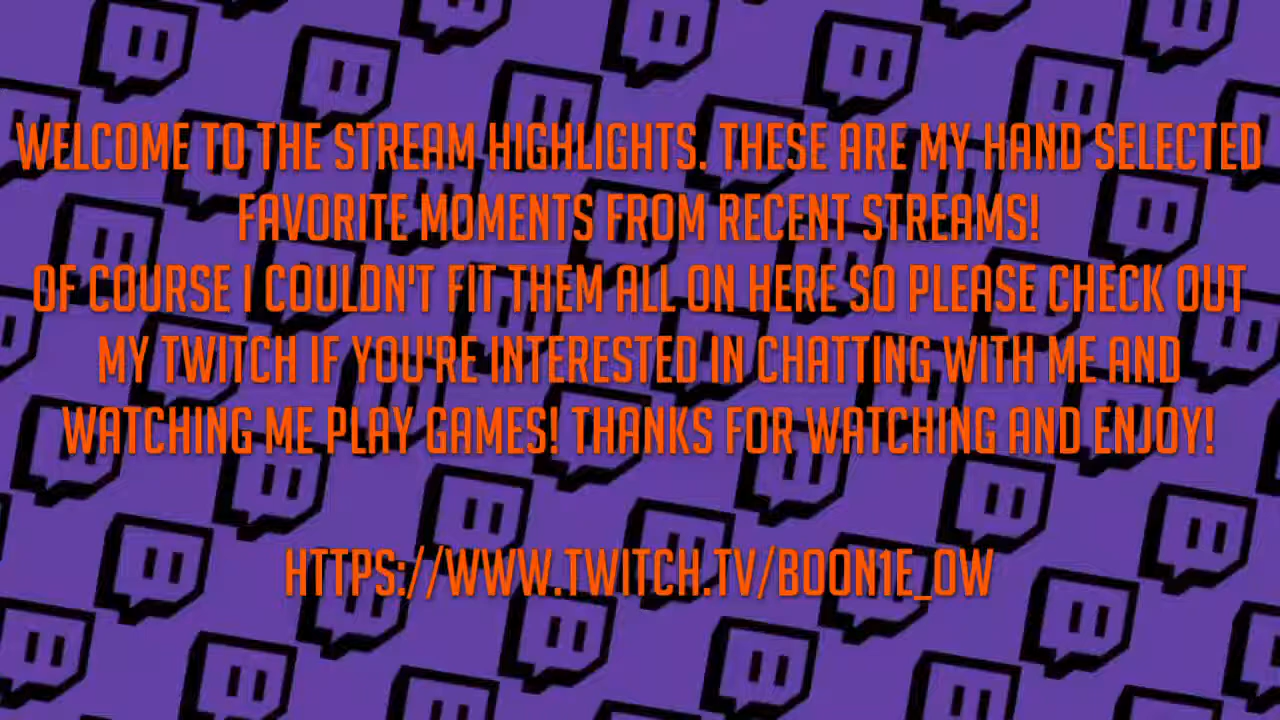 WELCOME TO THE STREAM HIGHLIGHTS. THESE ARE MY HAND SELECTED
FAVORITE MOMENTS FROM RECENT STREAMS!
OF COURSE I COULDN'T FIT THEM ALL ON HERE SO PLEASE CHECK OUT
MY TWITCH IF YOU'RE INTERESTED IN CHATTING WITH ME AND
WATCHING ME PLAY GAMES! THANKS FOR WATCHING AND ENJOY!
HTTPS://WWW.TWITCH.TV/BOON1E_OW